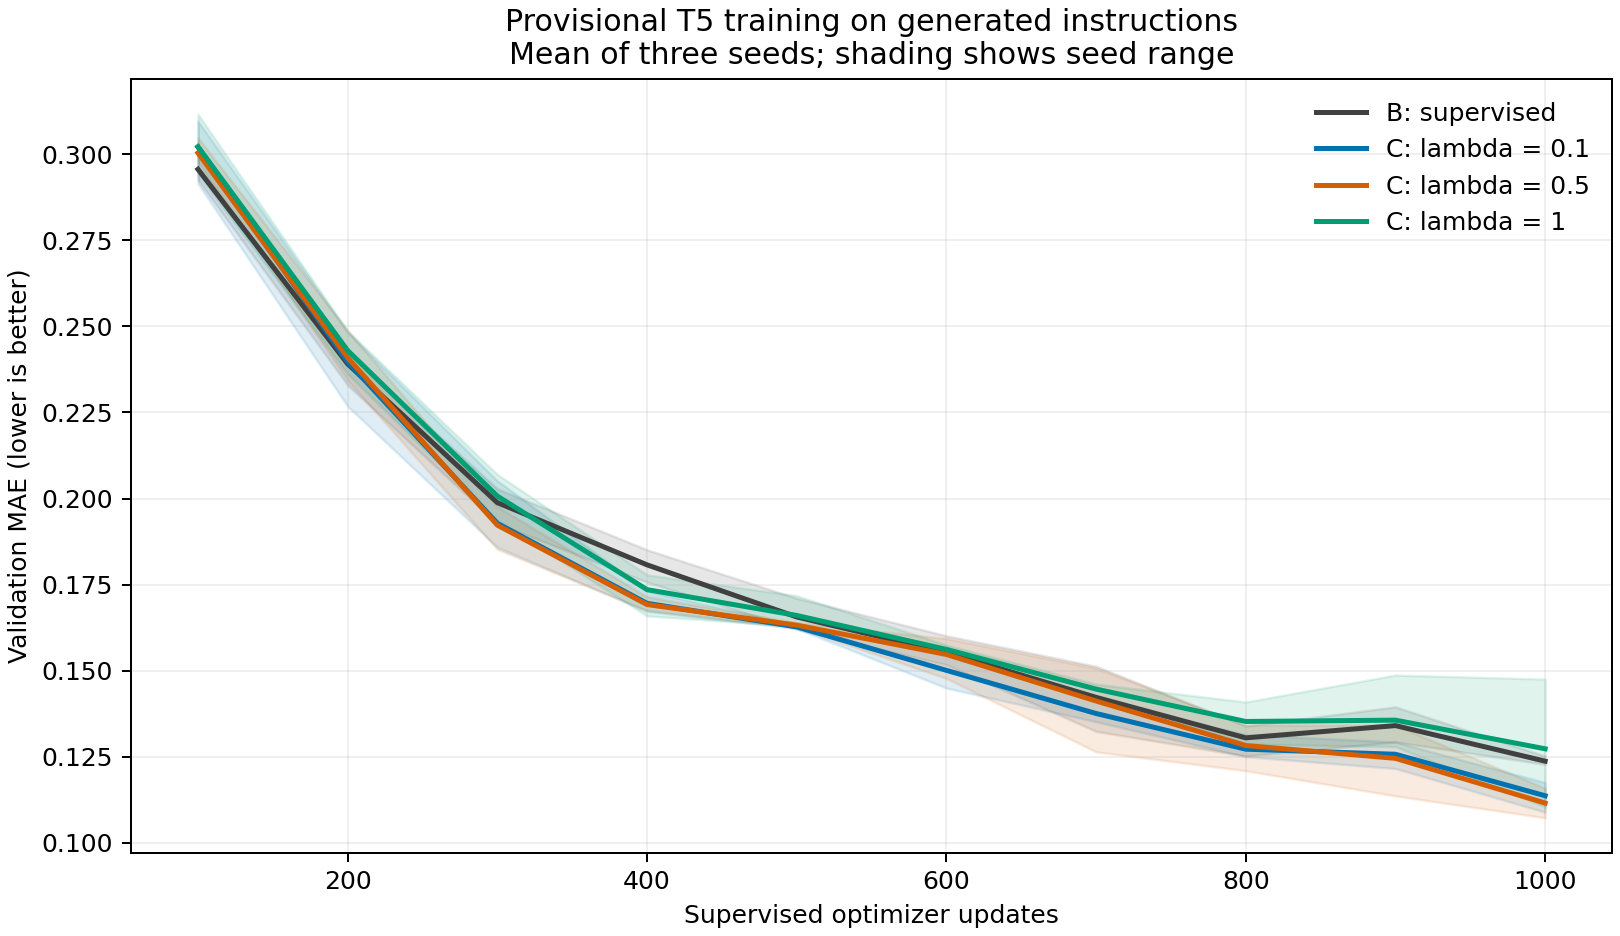 Provisional T5 training on generated instructions
Mean of three seeds; shading shows seed range
B: supervised
C: lambda = 0.1
C: lambda = 0.5
C: lambda = 1
Validation MAE (lower is better)
0.300
0.275
0.250
0.225
0.200
0.175
0.150
0.125
0.100
200
400
600
800
1000
Supervised optimizer updates